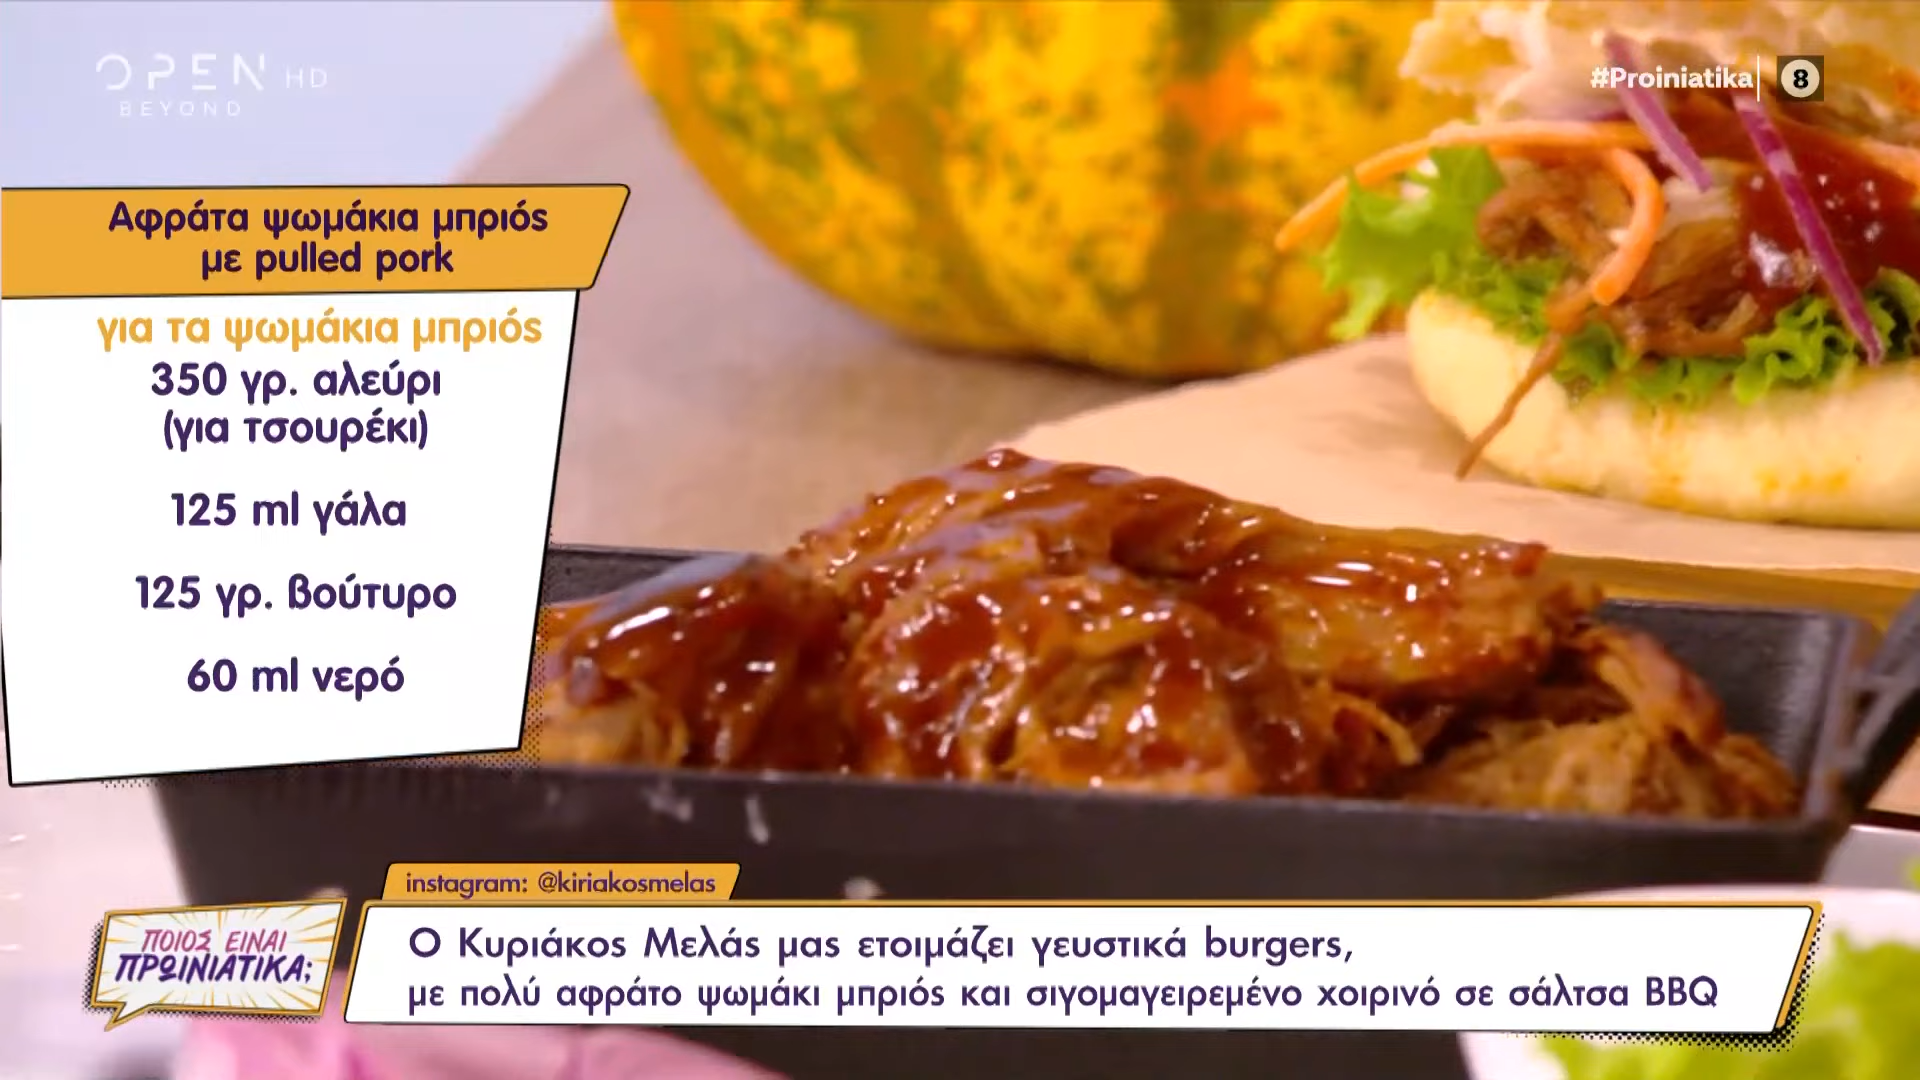 OPEN HD
BEYOND
#Proiniatika
8
Αφράτα ψωμάκια μπριός
με pulled pork
για τα ψωμάκια μπριός
350 γρ. αλεύρι
(για τσουρέκι)
125 ml γάλα
125 γρ. βούτυρο
60 ml νερό
instagram: @kiriakosmelas
ΠΟΙΟΣ ΕΙΝΑΙ
ΠΡΩΙΝΙΑΤΙΚΑ;
Ο Κυριάκος Μελάς μας ετοιμάζει γευστικά burgers,
με πολύ αφράτο ψωμάκι μπριός και σιγομαγειρεμένο χοιρινό σε σάλτσα BBQ